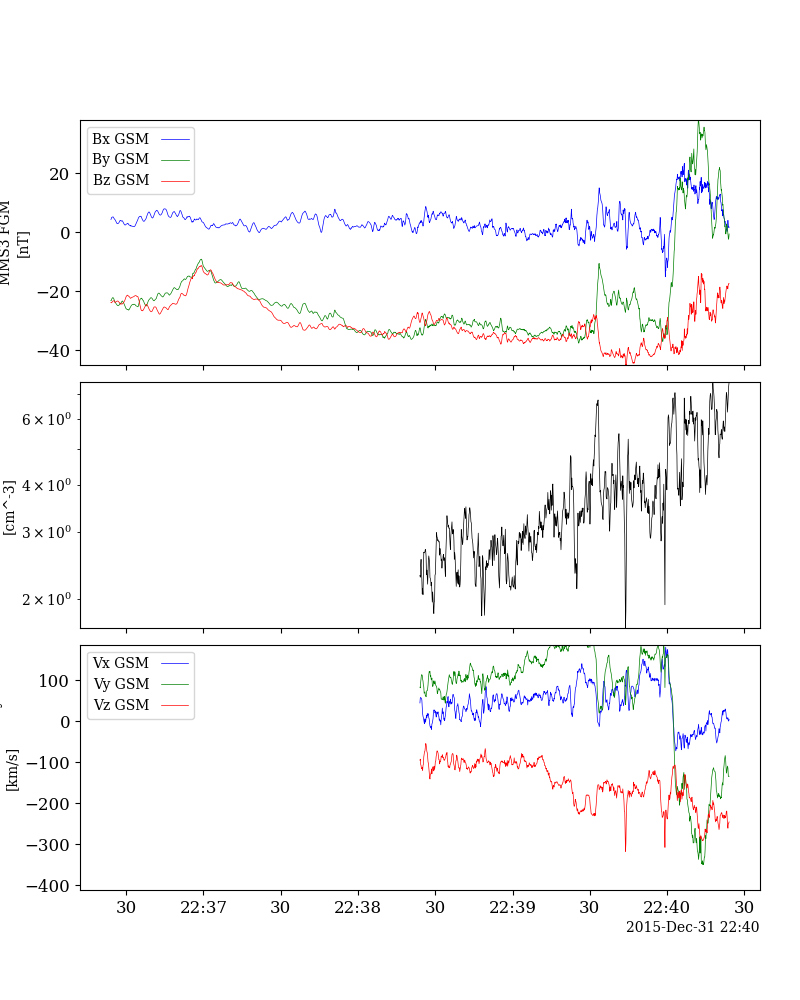 MMS3 FGM
[nT]
Bx GSM
By GSM
Bz GSM
20
0
−20
−40
[cm^-3]
6 × 10⁰
4 × 10⁰
3 × 10⁰
2 × 10⁰
[km/s]
Vx GSM
Vy GSM
Vz GSM
100
0
−100
−200
−300
−400
30 22:37 30 22:38 30 22:39 30 22:40 30
2015-Dec-31 22:40